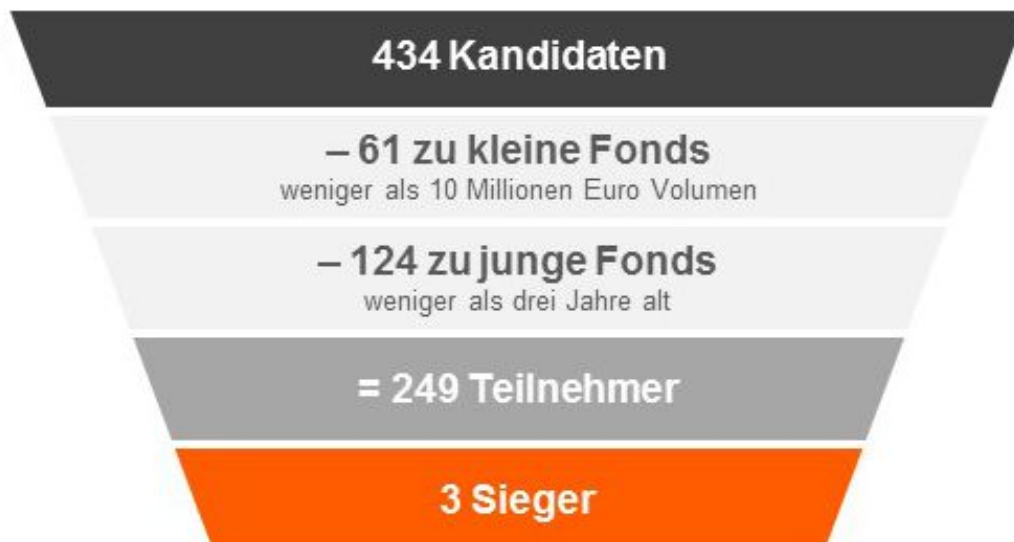 434 Kandidaten
– 61 zu kleine Fonds
weniger als 10 Millionen Euro Volumen
– 124 zu junge Fonds
weniger als drei Jahre alt
= 249 Teilnehmer
3 Sieger